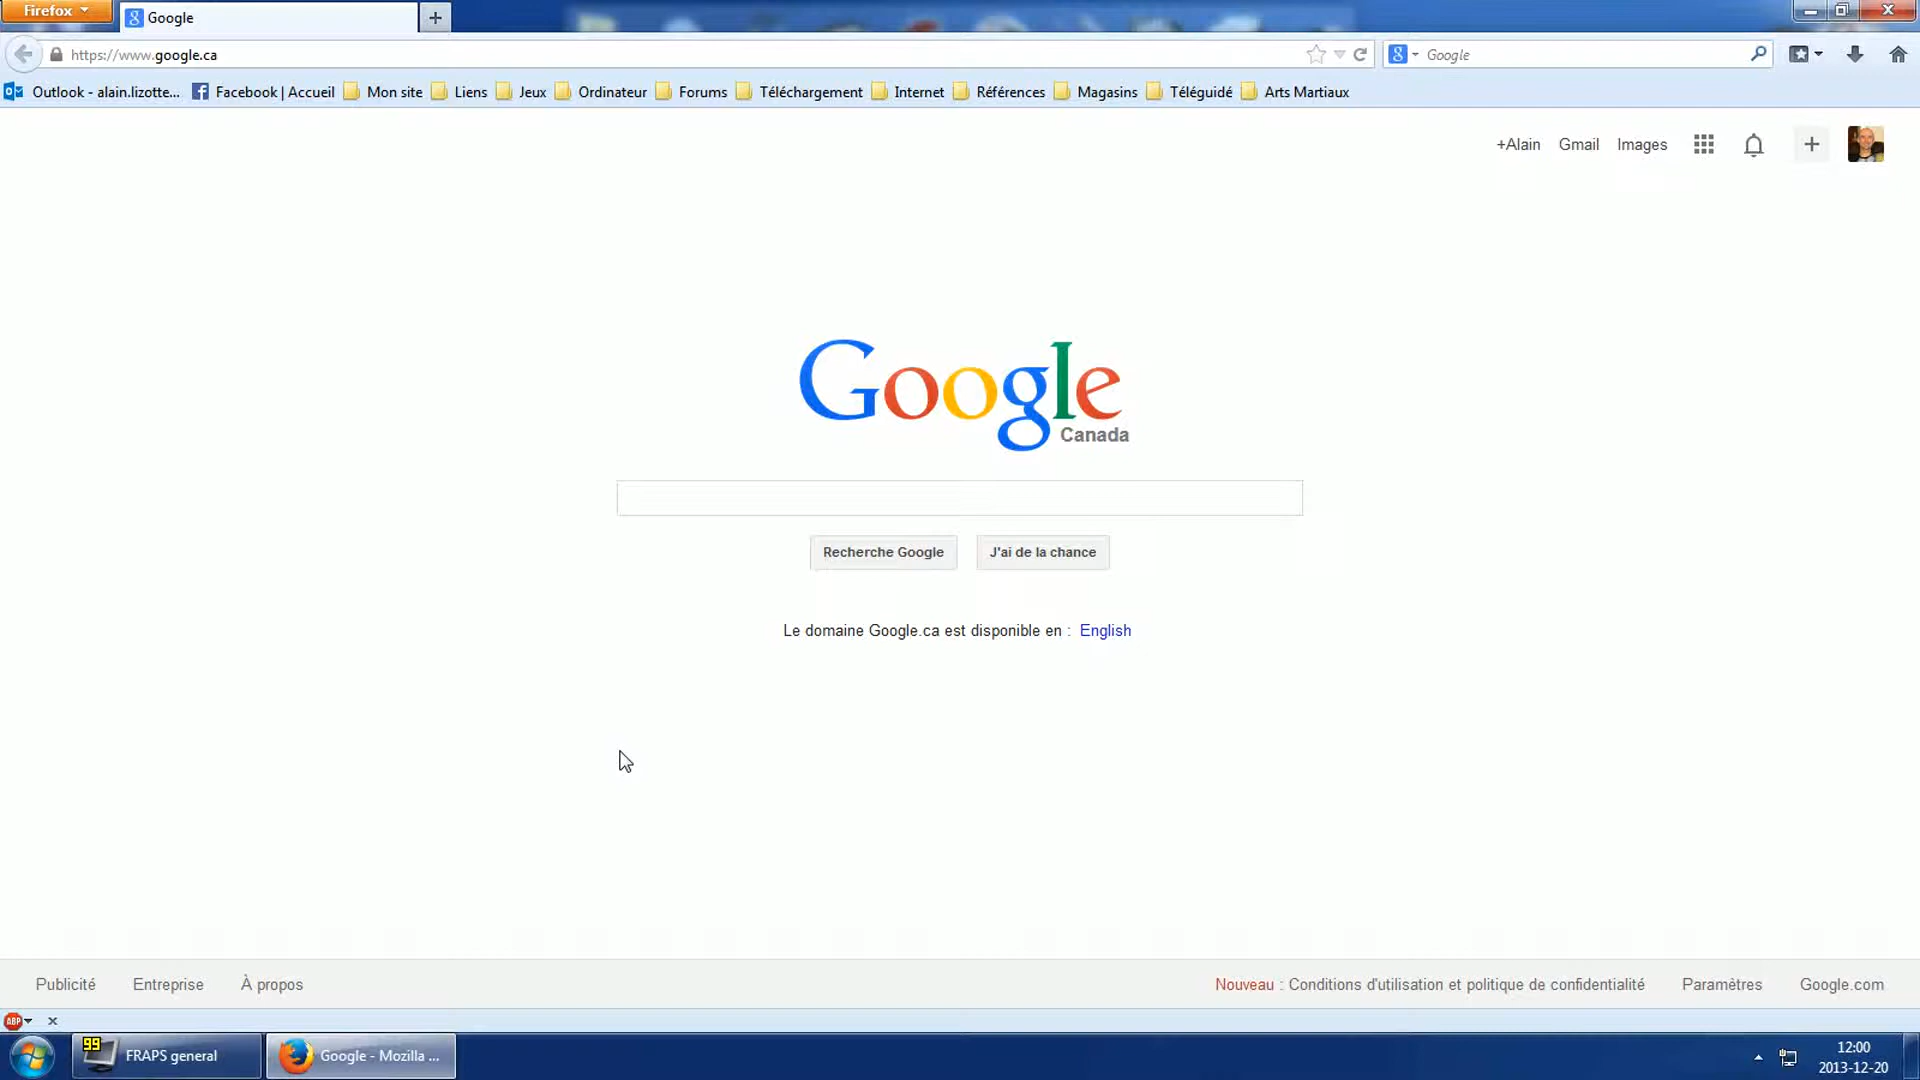 Firefox
Google
https://www.google.ca
Google
Outlook - alain.lizotte...
Facebook | Accueil
Mon site
Liens
Jeux
Ordinateur
Forums
Téléchargement
Internet
Références
Magasins
Téléguidé
Arts Martiaux
+Alain
Gmail
Images
Google
Canada
Recherche Google
J'ai de la chance
Le domaine Google.ca est disponible en : English
Publicité
Entreprise
À propos
Nouveau : Conditions d'utilisation et politique de confidentialité
Paramètres
Google.com
ABP
99
FRAPS general
Google - Mozilla ...
12:00
2013-12-20